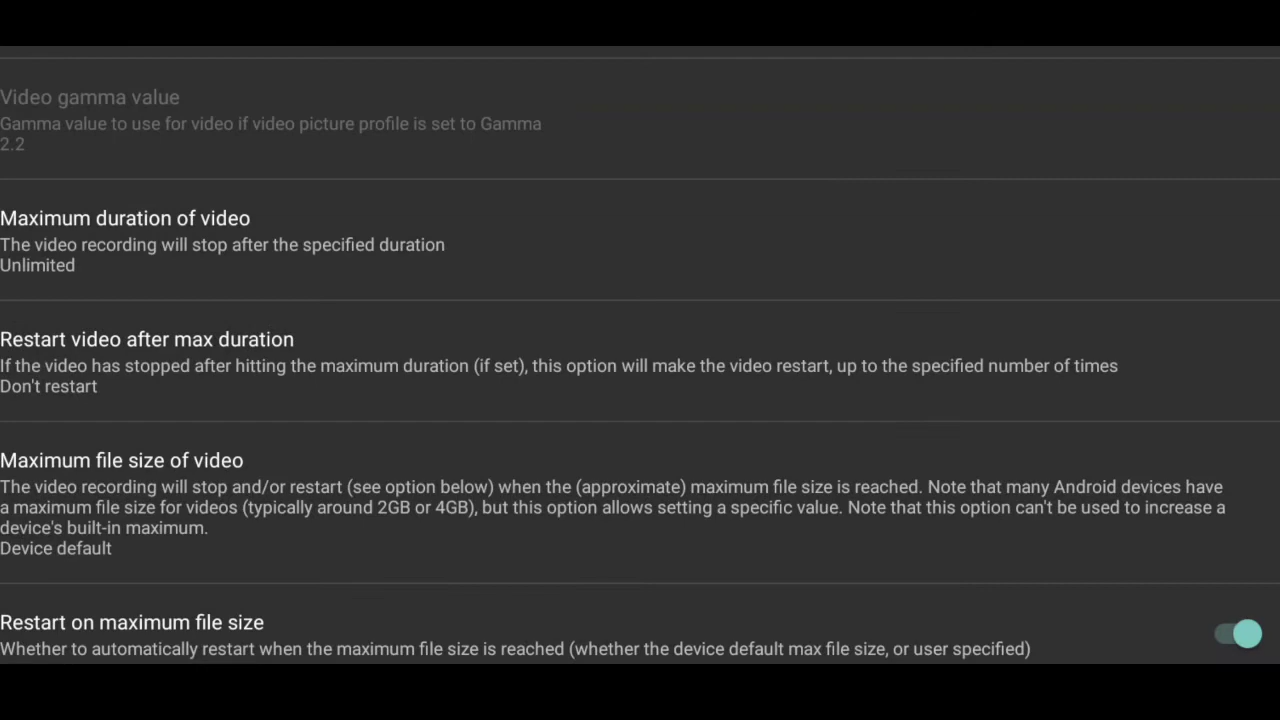 Video gamma value
Gamma value to use for video if video picture profile is set to Gamma
2.2
Maximum duration of video
The video recording will stop after the specified duration
Unlimited
Restart video after max duration
If the video has stopped after hitting the maximum duration (if set), this option will make the video restart, up to the specified number of times
Don't restart
Maximum file size of video
The video recording will stop and/or restart (see option below) when the (approximate) maximum file size is reached. Note that many Android devices have
a maximum file size for videos (typically around 2GB or 4GB), but this option allows setting a specific value. Note that this option can't be used to increase a
device's built-in maximum.
Device default
Restart on maximum file size
Whether to automatically restart when the maximum file size is reached (whether the device default max file size, or user specified)